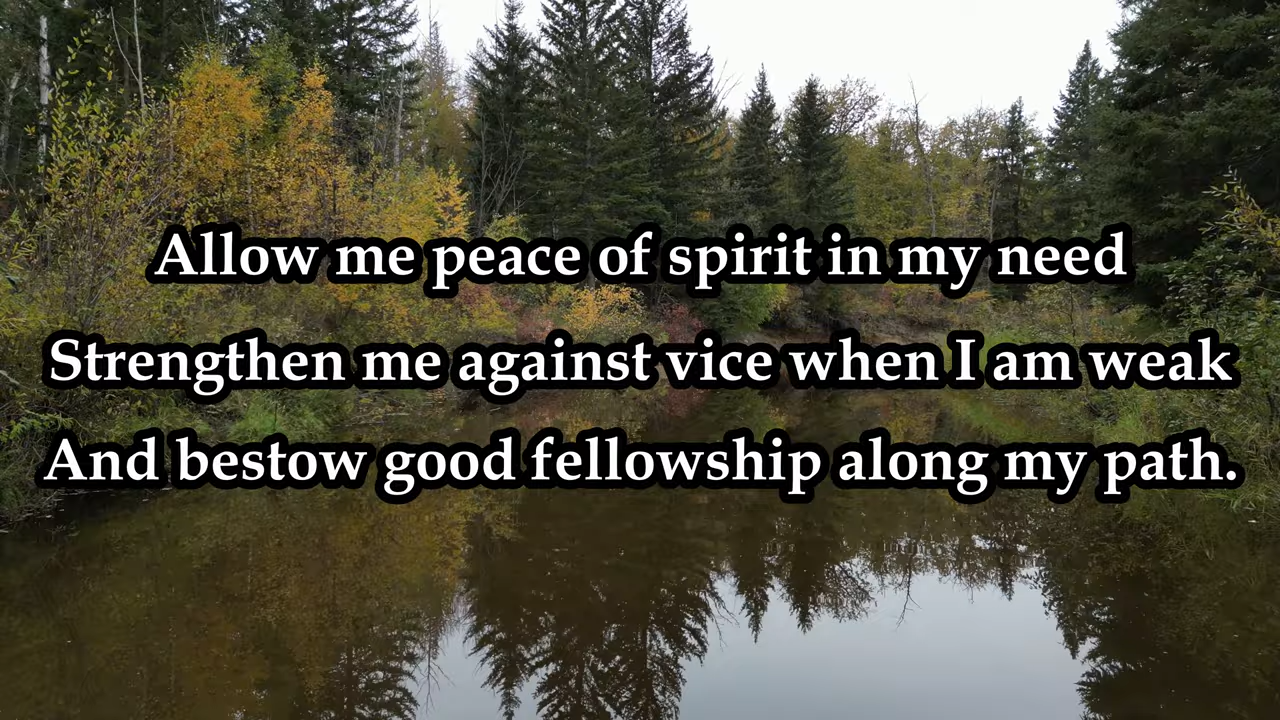 Allow me peace of spirit in my need
Strengthen me against vice when I am weak
And bestow good fellowship along my path.